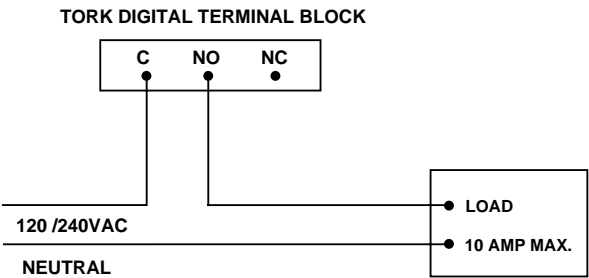 TORK DIGITAL TERMINAL BLOCK
C NO NC
LOAD
120 /240VAC
10 AMP MAX.
NEUTRAL